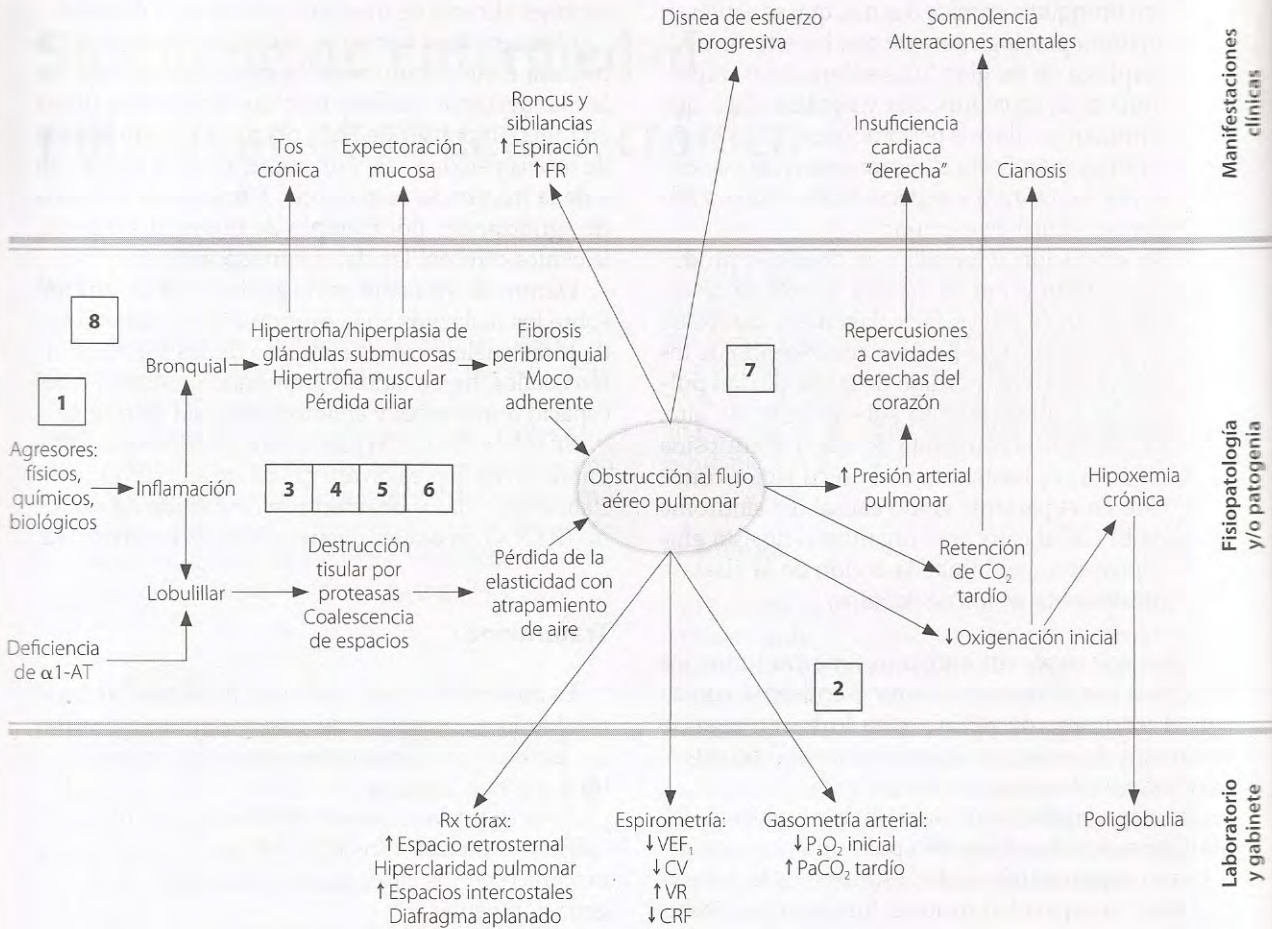 Disnea de esfuerzo
progresiva
Somnolencia
Alteraciones mentales
Roncus y
sibilancias
↑ Espiración
↑FR
Insuficiencia
cardiaca
"derecha"
Tos
crónica
Expectoración
mucosa
Cianosis
Manifestaciones
clínicas
8
1
Bronquial
Hipertrofia/hiperplasia de
glándulas submucosas
Hipertrofia muscular
Pérdida ciliar
Fibrosis
peribronquial
Moco
adherente
7
Repercusiones
a cavidades
derechas del
corazón
Agresores:
físicos,
químicos,
biológicos
Inflamación
3 4 5 6
Obstrucción al flujo
aéreo pulmonar
↑ Presión arterial
pulmonar
Hipoxemia
crónica
Lobulillar
Destrucción
tisular por
proteasas
Coalescencia
de espacios
Pérdida de la
elasticidad con
atrapamiento
de aire
Retención
de CO2
tardío
↓Oxigenación inicial
Deficiencia
de α1-AT
2
Fisiopatología
y/o patogenia
Rx tórax:
↑ Espacio retrosternal
Hiperclaridad pulmonar
↑ Espacios intercostales
Diafragma aplanado
Espirometría:
↓VEF1
↓CV
↑VR
↓CRF
Gasometría arterial:
↓PaO2 inicial
↑PaCO2 tardío
Poliglobulia
Laboratorio
y gabinete